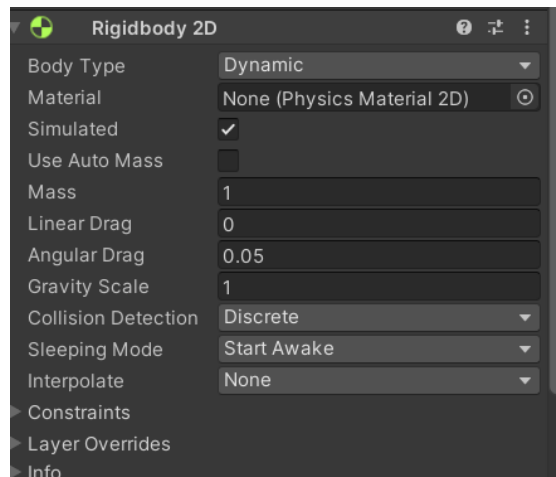 Rigidbody 2D
Body Type Dynamic
Material None (Physics Material 2D)
Simulated
Use Auto Mass
Mass 1
Linear Drag 0
Angular Drag 0.05
Gravity Scale 1
Collision Detection Discrete
Sleeping Mode Start Awake
Interpolate None
Constraints
Layer Overrides
Info